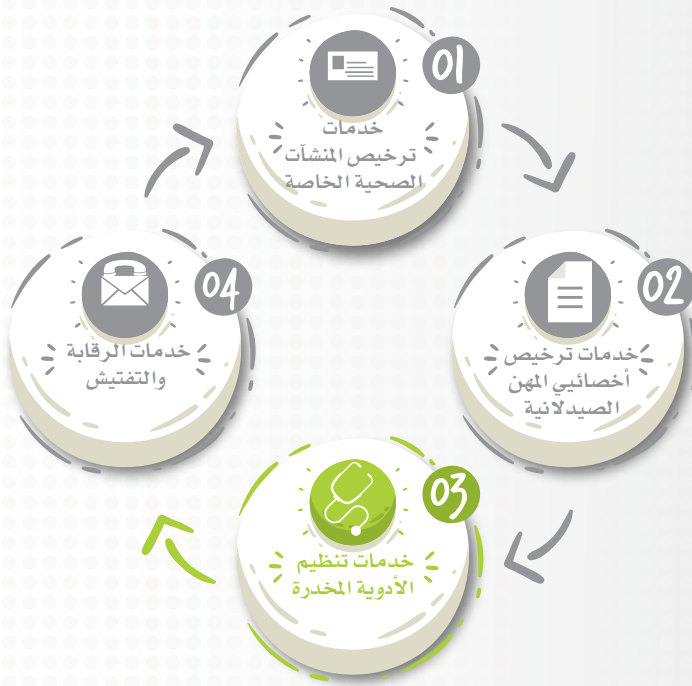 01
خدمات
ترخيص المنشآت
الصحية الخاصة
02
خدمات ترخيص
أخصائيي المهن
الصيدلانية
03
خدمات تنظيم
الأدوية المخدرة
04
خدمات الرقابة
والتفتيش